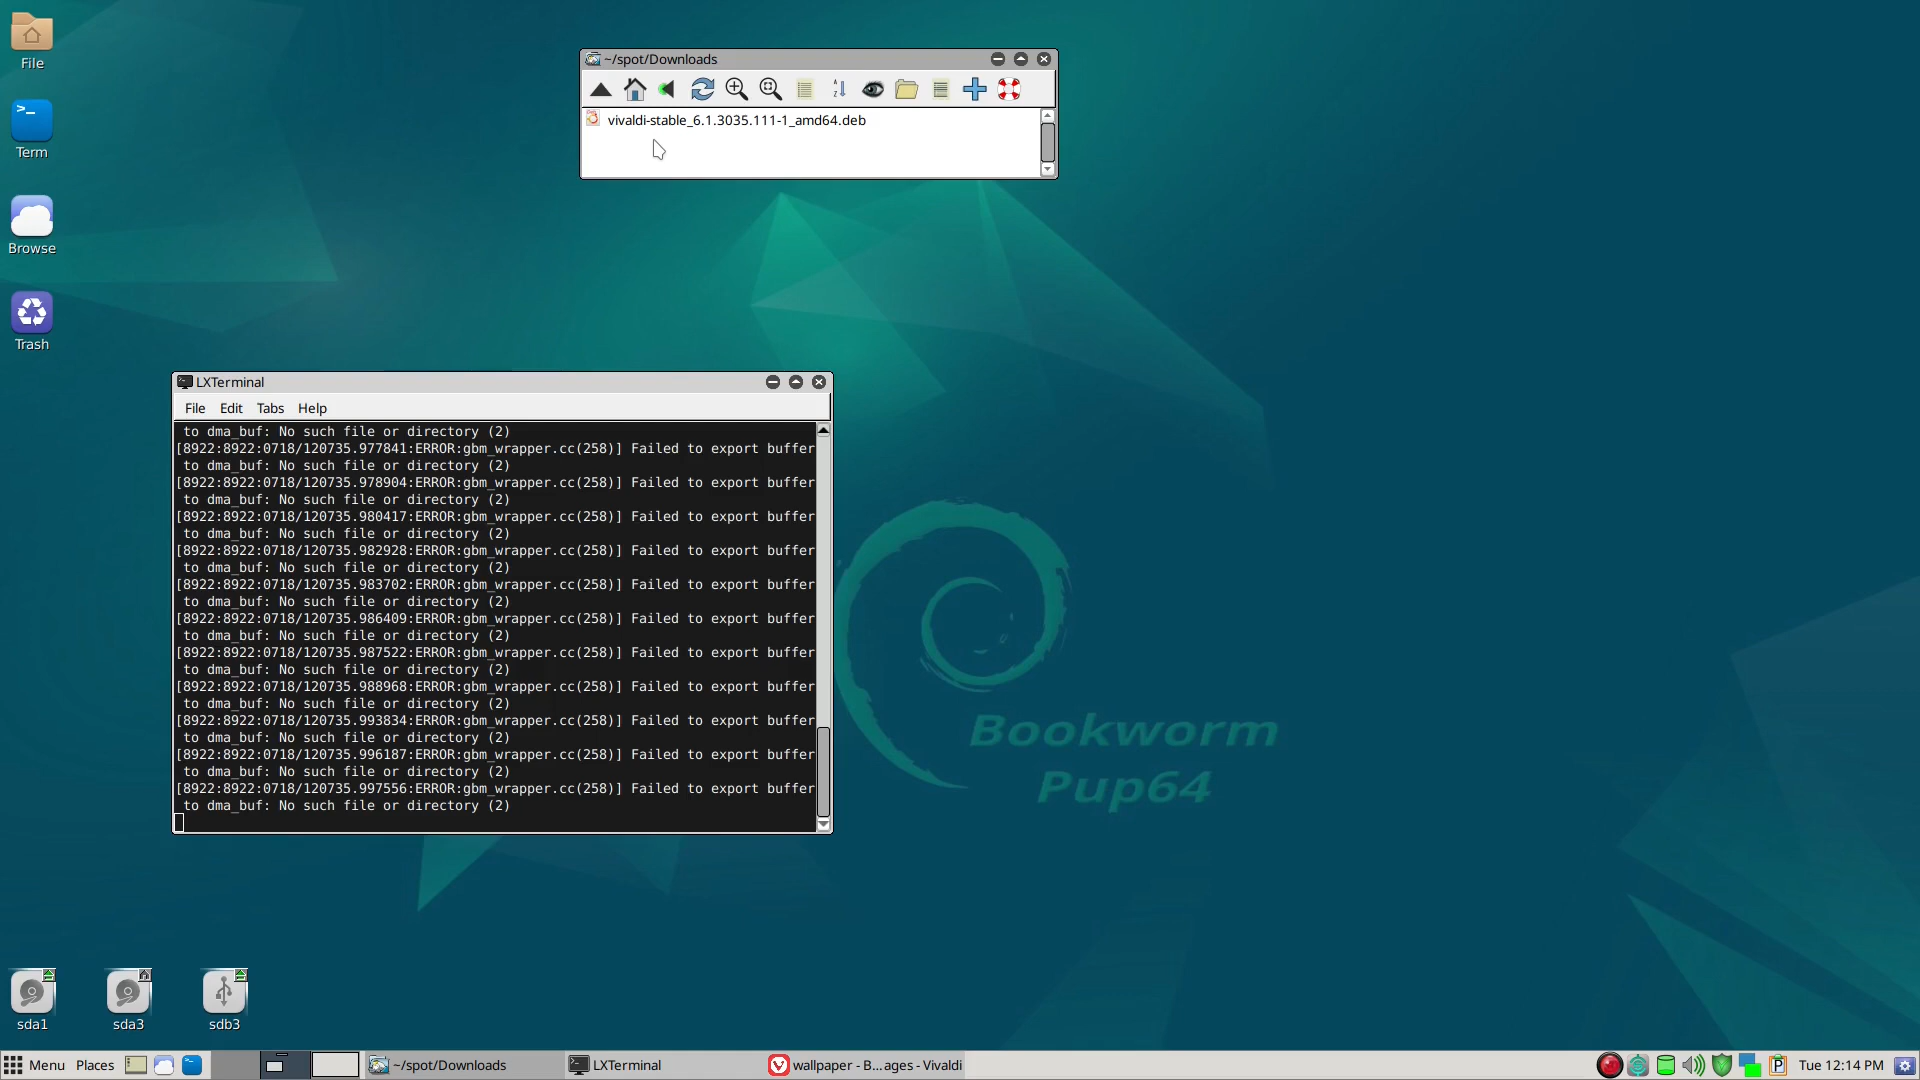 File
Term
Browse
Trash
~/spot/Downloads
vivaldi-stable_6.1.3035.111-1_amd64.deb
LXTerminal
File Edit Tabs Help
to dma_buf: No such file or directory (2)
[8922:8922:0718/120735.977841:ERROR:gbm_wrapper.cc(258)] Failed to export buffer
to dma_buf: No such file or directory (2)
[8922:8922:0718/120735.978904:ERROR:gbm_wrapper.cc(258)] Failed to export buffer
to dma_buf: No such file or directory (2)
[8922:8922:0718/120735.980417:ERROR:gbm_wrapper.cc(258)] Failed to export buffer
to dma_buf: No such file or directory (2)
[8922:8922:0718/120735.982928:ERROR:gbm_wrapper.cc(258)] Failed to export buffer
to dma_buf: No such file or directory (2)
[8922:8922:0718/120735.983702:ERROR:gbm_wrapper.cc(258)] Failed to export buffer
to dma_buf: No such file or directory (2)
[8922:8922:0718/120735.986409:ERROR:gbm_wrapper.cc(258)] Failed to export buffer
to dma_buf: No such file or directory (2)
[8922:8922:0718/120735.987522:ERROR:gbm_wrapper.cc(258)] Failed to export buffer
to dma_buf: No such file or directory (2)
[8922:8922:0718/120735.988968:ERROR:gbm_wrapper.cc(258)] Failed to export buffer
to dma_buf: No such file or directory (2)
[8922:8922:0718/120735.993834:ERROR:gbm_wrapper.cc(258)] Failed to export buffer
to dma_buf: No such file or directory (2)
[8922:8922:0718/120735.996187:ERROR:gbm_wrapper.cc(258)] Failed to export buffer
to dma_buf: No such file or directory (2)
[8922:8922:0718/120735.997556:ERROR:gbm_wrapper.cc(258)] Failed to export buffer
to dma_buf: No such file or directory (2)
Bookworm
Pup64
sda1
sda3
sdb3
Menu Places ~/spot/Downloads LXTerminal wallpaper - B...ages - Vivaldi Tue 12:14 PM